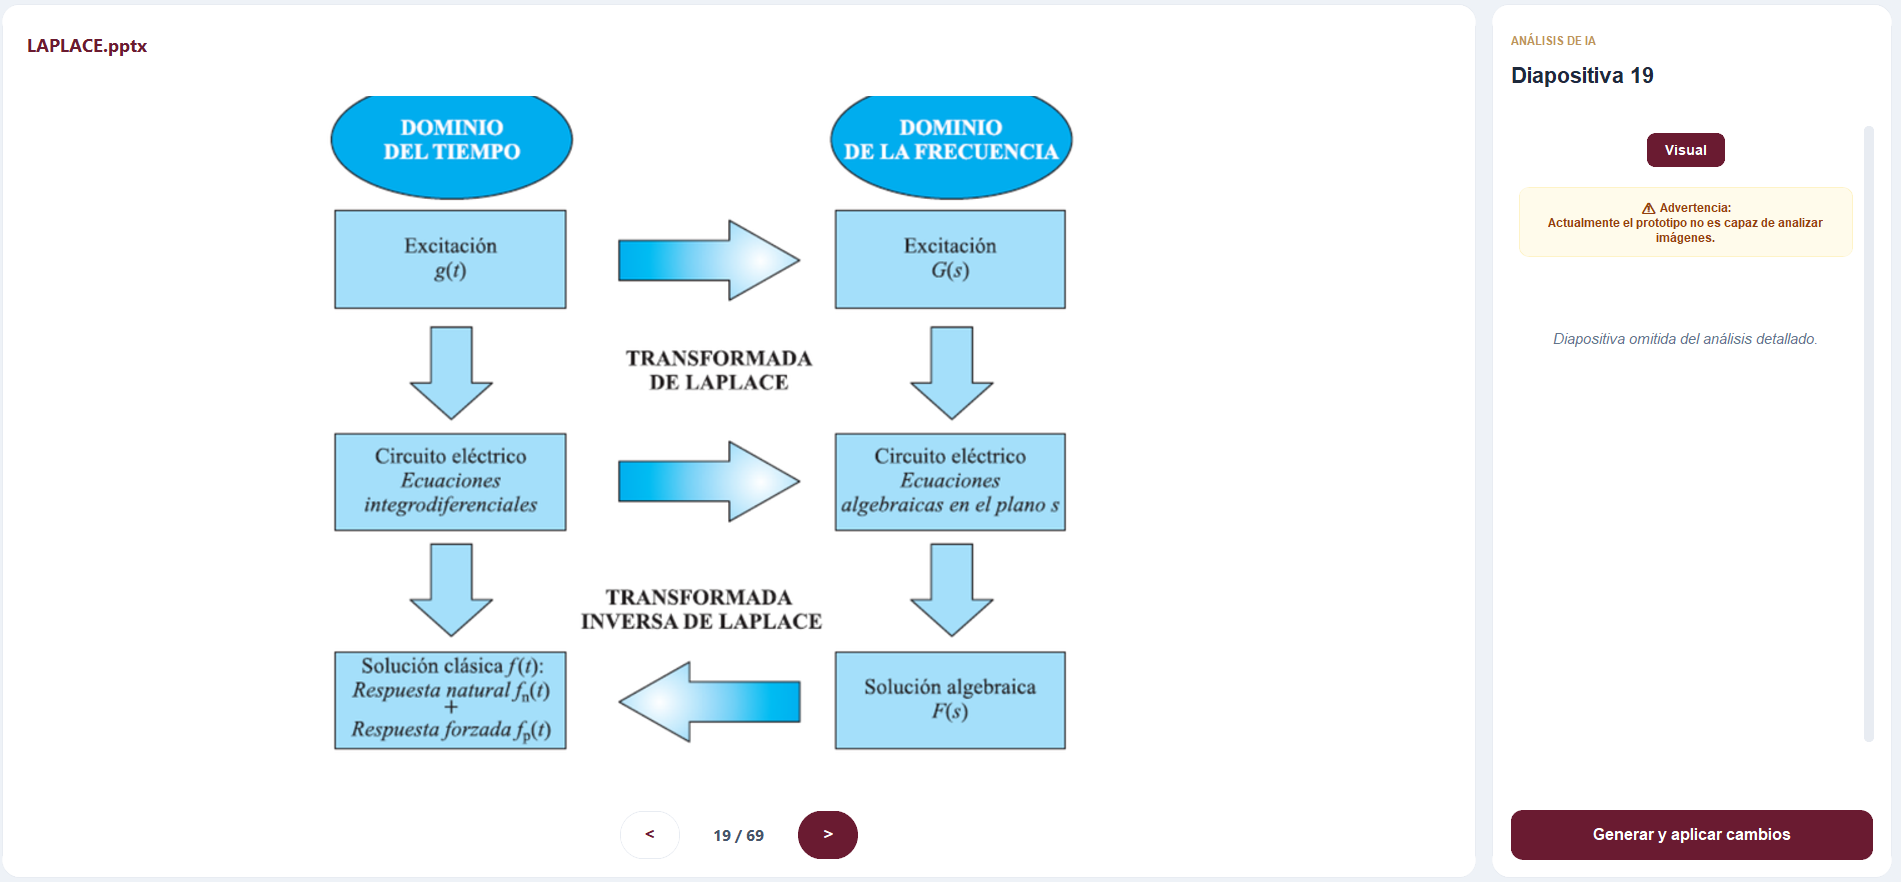 LAPLACE.pptx
DOMINIO
DEL TIEMPO
DOMINIO
DE LA FRECUENCIA
Excitación
g(t)
Excitación
G(s)
TRANSFORMADA
DE LAPLACE
Circuito eléctrico
Ecuaciones
integrodiferenciales
Circuito eléctrico
Ecuaciones
algebraicas en el plano s
TRANSFORMADA
INVERSA DE LAPLACE
Solución clásica f(t):
Respuesta natural fn(t)
+
Respuesta forzada fp(t)
Solución algebraica
F(s)
<
19 / 69
>
ANÁLISIS DE IA
Diapositiva 19
Visual
⚠ Advertencia:
Actualmente el prototipo no es capaz de analizar
imágenes.
Diapositiva omitida del análisis detallado.
Generar y aplicar cambios